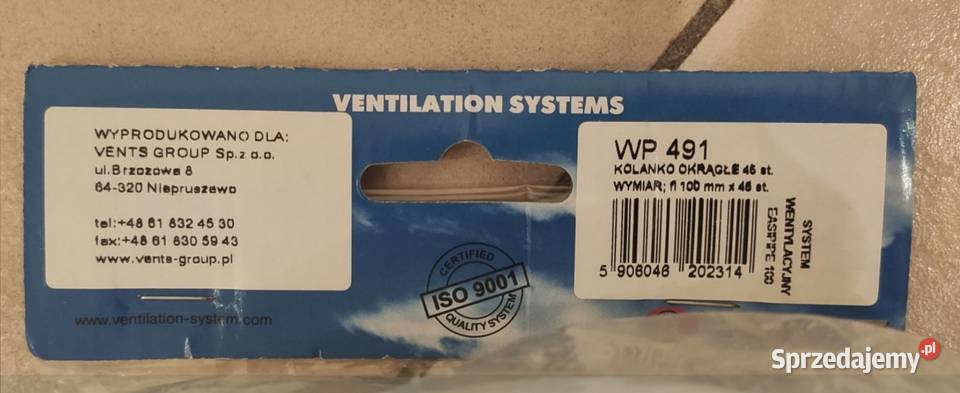 VENTILATION SYSTEMS
WYPRODUKOWANO DLA:
VENTS GROUP Sp.z o.o.
ul.Brzozowa 8
64-320 Niepruszewo
tel:+48 61 832 45 30
fax:+48 61 830 59 43
www.vents-group.pl
www.ventilation-system.com
CERTIFIED
ISO 9001
QUALITY SYSTEM
WP 491
KOLANKO OKRĄGŁE 45 st.
WYMIAR; fi 100 mm x 45 st.
5 906046 202314
SYSTEM
WENTYLACYJNY
EASYPIPE 100
Sprzedajemy.pl